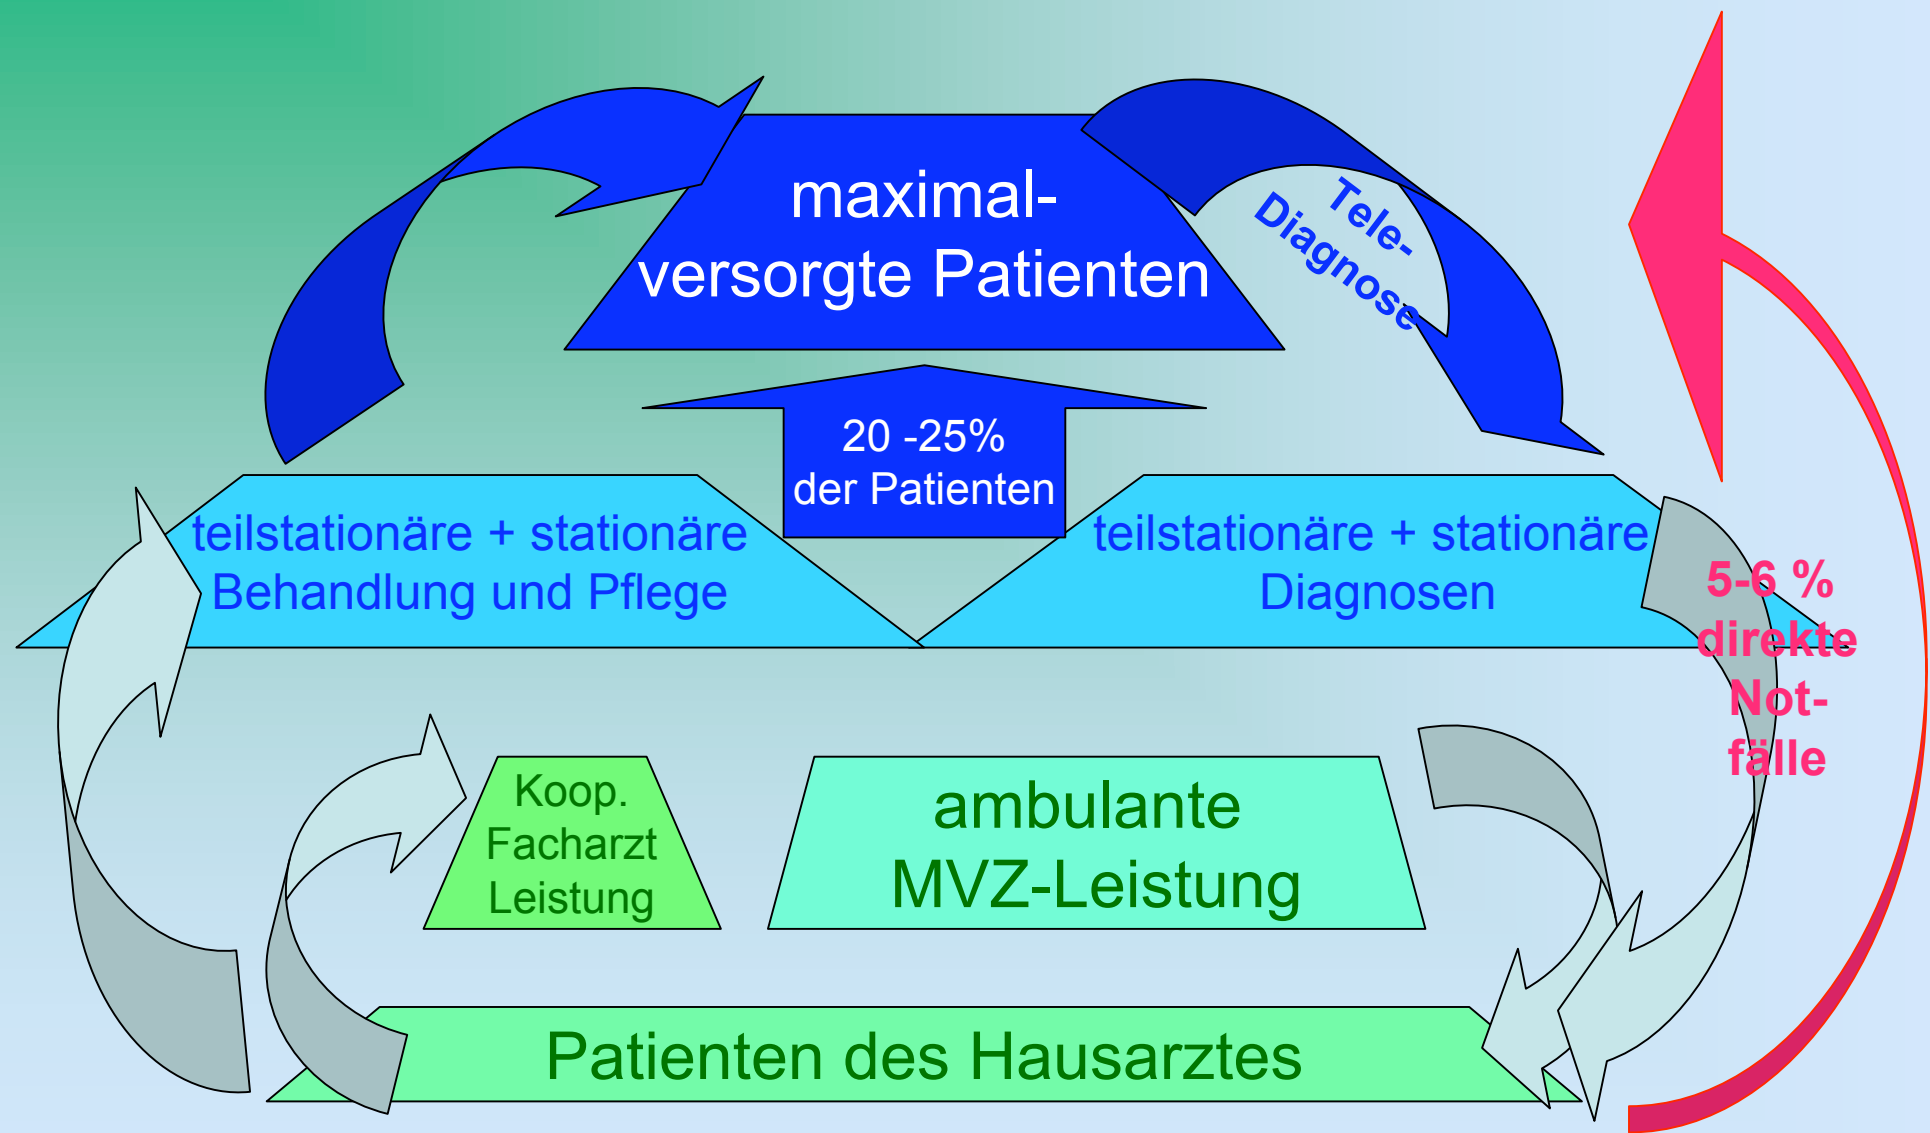 maximal-
versorgte Patienten
Tele-
Diagnose
20 -25%
der Patienten
teilstationäre + stationäre
Behandlung und Pflege
teilstationäre + stationäre
Diagnosen
5-6 %
direkte
Not-
fälle
Koop.
Facharzt
Leistung
ambulante
MVZ-Leistung
Patienten des Hausarztes